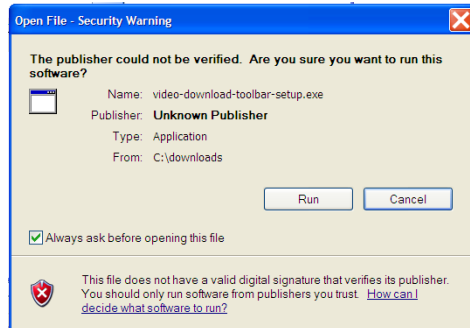 Open File - Security Warning
The publisher could not be verified. Are you sure you want to run this
software?
Name: video-download-toolbar-setup.exe
Publisher: Unknown Publisher
Type: Application
From: C:\downloads
Run Cancel
Always ask before opening this file
This file does not have a valid digital signature that verifies its publisher.
You should only run software from publishers you trust. How can I
decide what software to run?